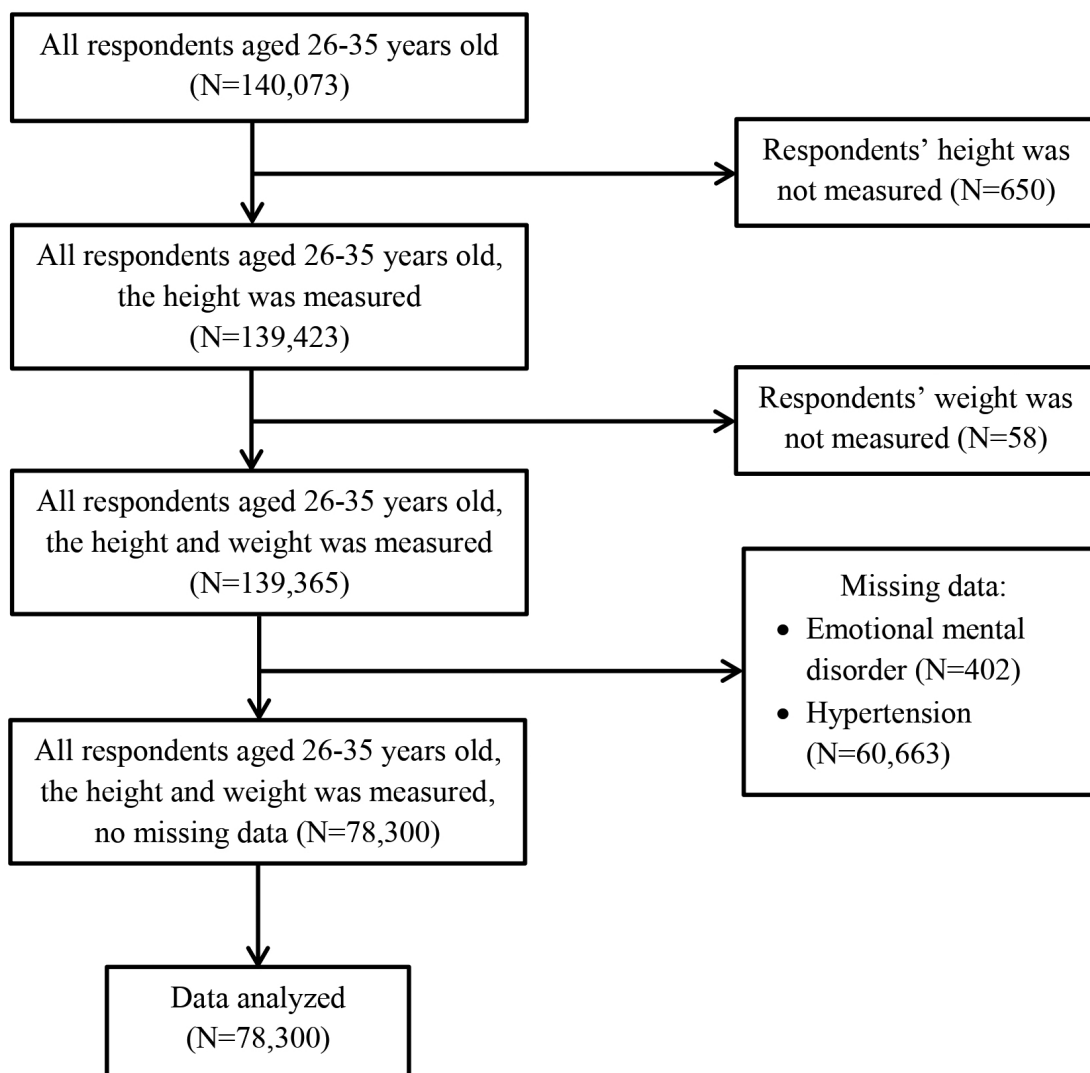 All respondents aged 26-35 years old
(N=140,073)
Respondents’ height was
not measured (N=650)
All respondents aged 26-35 years old,
the height was measured
(N=139,423)
Respondents’ weight was
not measured (N=58)
All respondents aged 26-35 years old,
the height and weight was measured
(N=139,365)
Missing data:
• Emotional mental
disorder (N=402)
• Hypertension
(N=60,663)
All respondents aged 26-35 years old,
the height and weight was measured,
no missing data (N=78,300)
Data analyzed
(N=78,300)